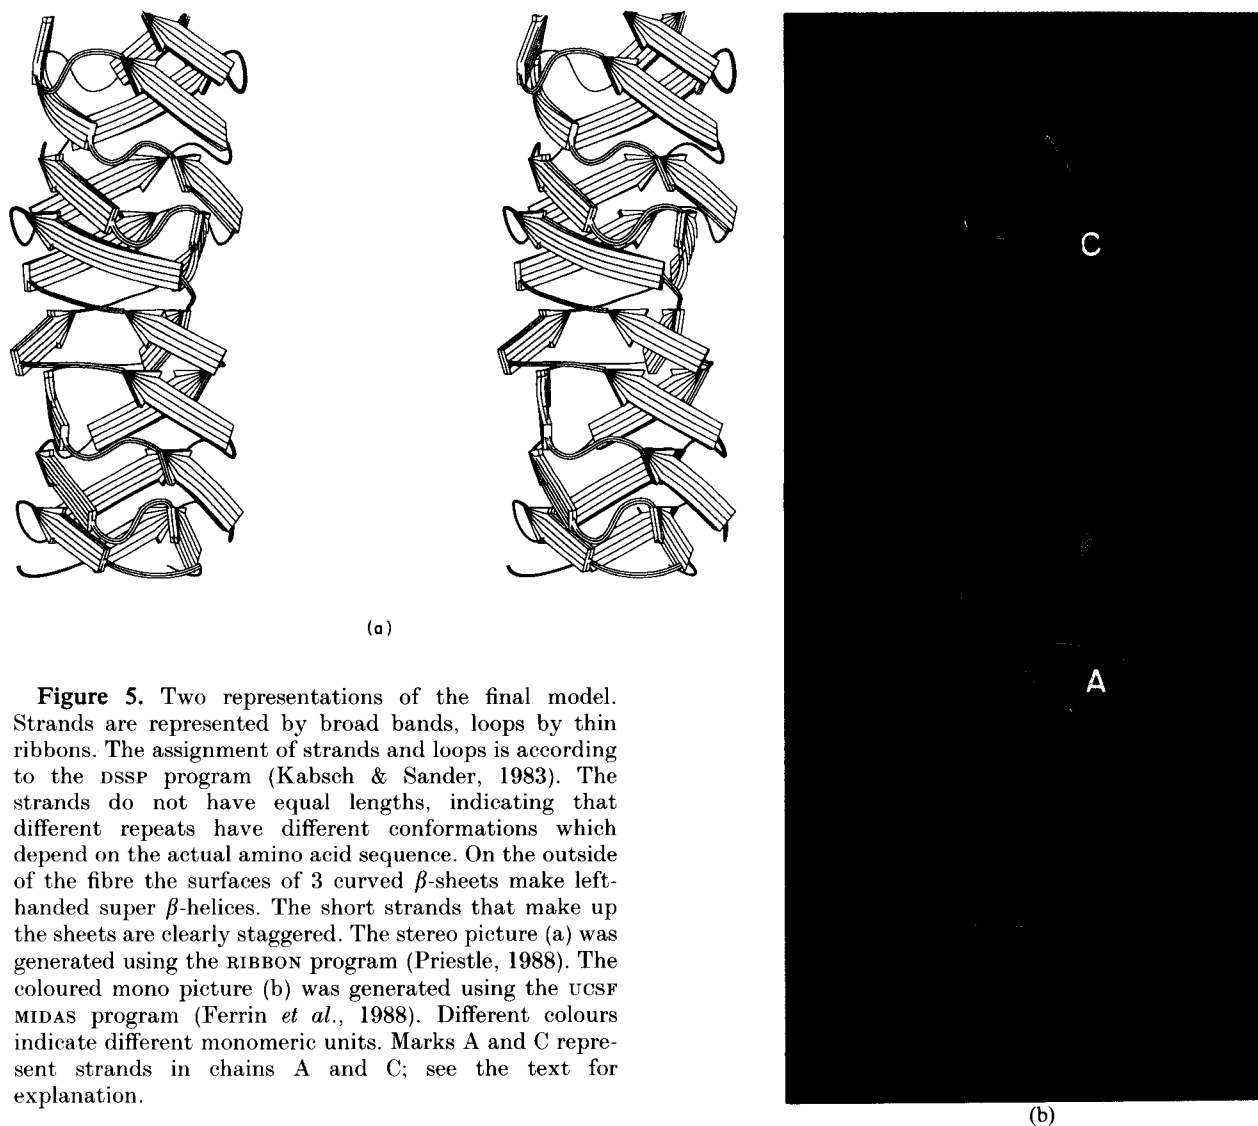 (a)
Figure 5. Two representations of the final model.
Strands are represented by broad bands, loops by thin
ribbons. The assignment of strands and loops is according
to the DSSP program (Kabsch & Sander, 1983). The
strands do not have equal lengths, indicating that
different repeats have different conformations which
depend on the actual amino acid sequence. On the outside
of the fibre the surfaces of 3 curved β-sheets make left-
handed super β-helices. The short strands that make up
the sheets are clearly staggered. The stereo picture (a) was
generated using the RIBBON program (Priestle, 1988). The
coloured mono picture (b) was generated using the UCSF
MIDAS program (Ferrin et al., 1988). Different colours
indicate different monomeric units. Marks A and C repre-
sent strands in chains A and C; see the text for
explanation.
C
A
(b)